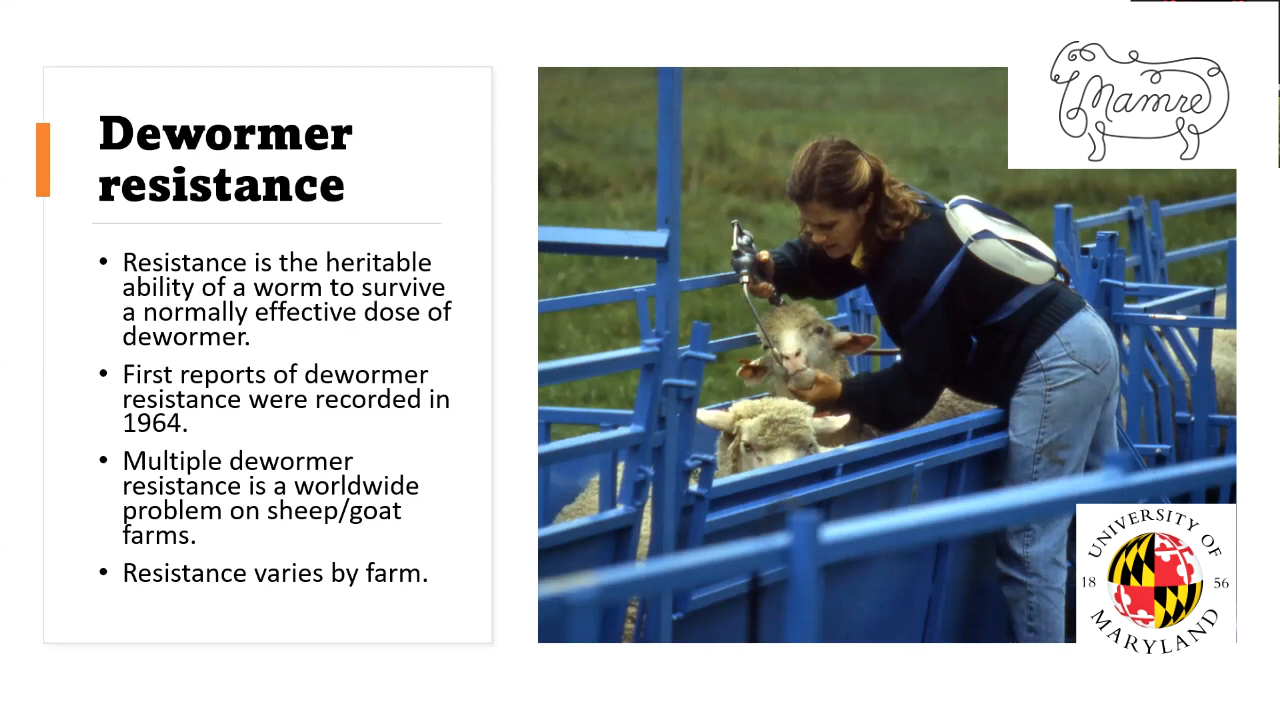 Dewormer
resistance
• Resistance is the heritable
ability of a worm to survive
a normally effective dose of
dewormer.
• First reports of dewormer
resistance were recorded in
1964.
• Multiple dewormer
resistance is a worldwide
problem on sheep/goat
farms.
• Resistance varies by farm.
Mamre
UNIVERSITY OF
18 56
MARYLAND